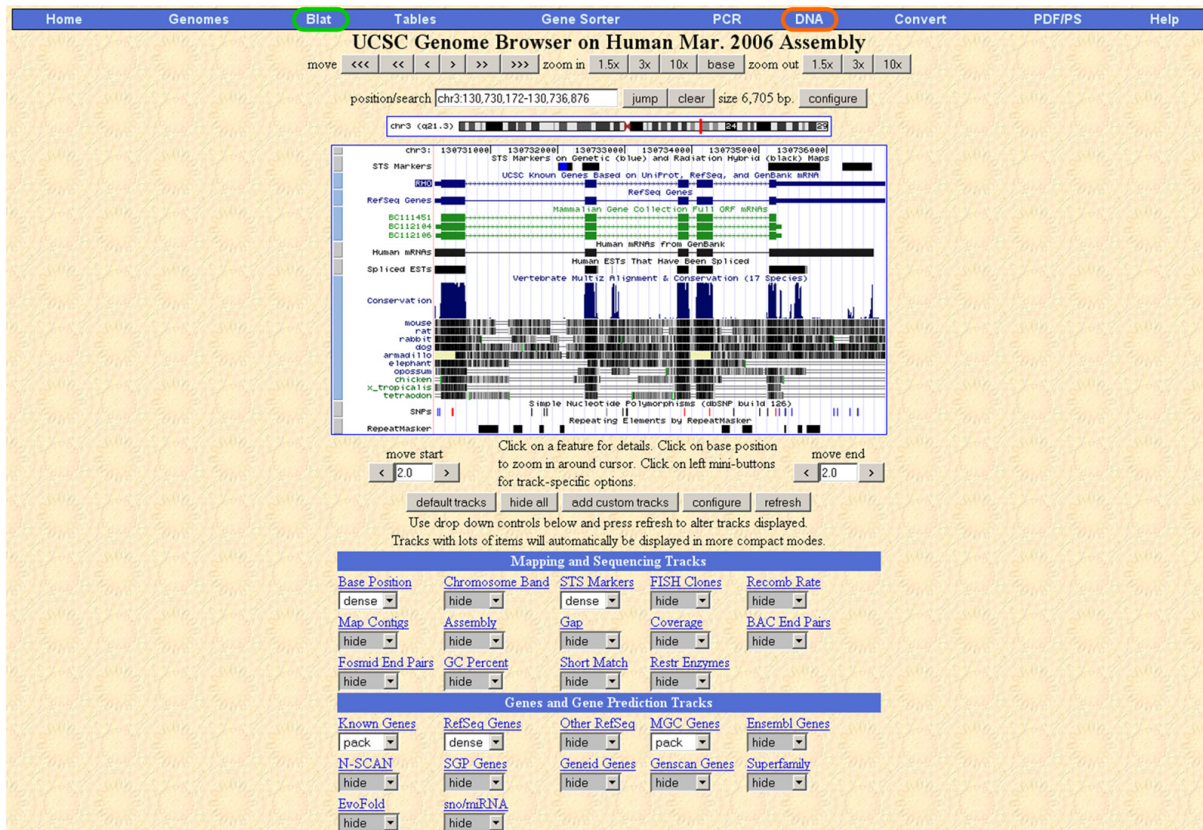 Home Genomes Blat Tables Gene Sorter PCR DNA Convert PDF/PS Help
UCSC Genome Browser on Human Mar. 2006 Assembly
move <<< << < > >> >>> zoom in 1.5x 3x 10x base zoom out 1.5x 3x 10x
position/search chr3:130,730,172-130,736,876 jump clear size 6,705 bp. configure
chr3 (q21.3) 24 29
chr3: 130731000 130732000 130733000 130734000 130735000 130736000
STS Markers on Genetic (blue) and Radiation Hybrid (black) Maps
STS Markers
UCSC Known Genes Based on UniProt, RefSeq, and GenBank mRNA
RHO
RefSeq Genes
RefSeq Genes
Mammalian Gene Collection Full ORF mRNAs
BC111451
BC112104
BC112106
Human mRNAs from GenBank
Human mRNAs
Human ESTs That Have Been Spliced
Spliced ESTs
Vertebrate Multiz Alignment & Conservation (17 Species)
Conservation
mouse
rat
rabbit
dog
armadillo
elephant
opossum
chicken
x_tropicalis
tetraodon
Simple Nucleotide Polymorphisms (dbSNP build 126)
SNPs
Repeating Elements by RepeatMasker
RepeatMasker
move start
< 2.0 >
Click on a feature for details. Click on base position
to zoom in around cursor. Click on left mini-buttons
for track-specific options.
move end
< 2.0 >
default tracks hide all add custom tracks configure refresh
Use drop down controls below and press refresh to alter tracks displayed.
Tracks with lots of items will automatically be displayed in more compact modes.
Mapping and Sequencing Tracks
Base Position Chromosome Band STS Markers FISH Clones Recomb Rate
dense hide dense hide hide
Map Contigs Assembly Gap Coverage BAC End Pairs
hide hide hide hide hide
Fosmid End Pairs GC Percent Short Match Restr Enzymes
hide hide hide hide
Genes and Gene Prediction Tracks
Known Genes RefSeq Genes Other RefSeq MGC Genes Ensembl Genes
pack dense hide pack hide
N-SCAN SGP Genes Geneid Genes Genscan Genes Superfamily
hide hide hide hide hide
EvoFold sno/miRNA
hide hide